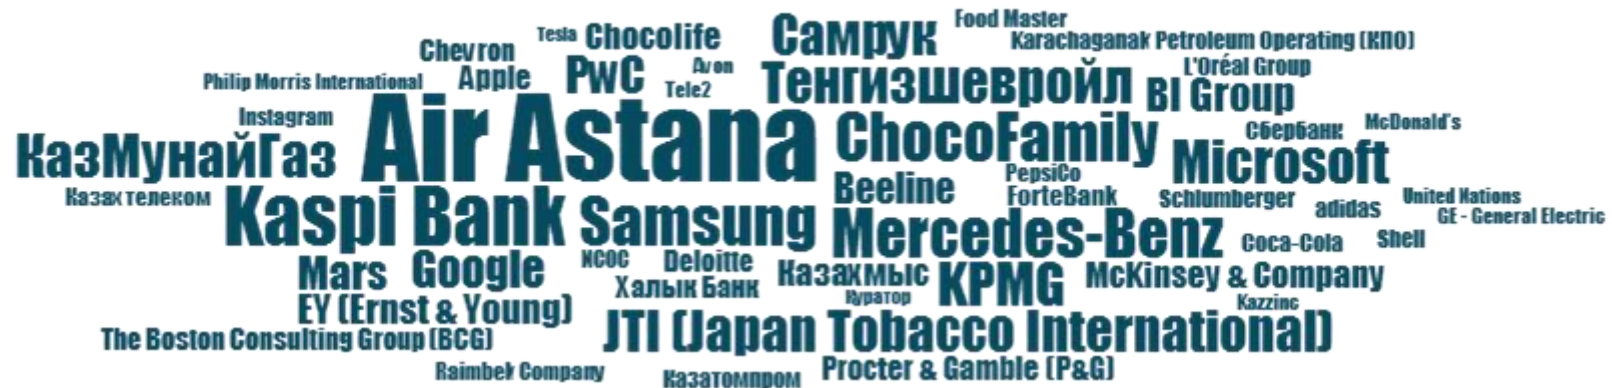 Food Master
Tesla Chocolife Самрук
Karachaganak Petroleum Operating (КПО)
Chevron
Philip Morris International Apple PwC Avon Tele2 Тенгизшевройл L'Oréal Group
BI Group
Instagram Air Astana ChocoFamily Сбербанк McDonald's
КазМунайГаз Microsoft
PepsiCo
Казахтелеком Kaspi Bank Samsung Beeline ForteBank Schlumberger adidas United Nations
GE - General Electric
Mercedes-Benz Coca-Cola Shell
Mars Google NCOC Deloitte Казахмыс KPMG McKinsey & Company
Халык Банк Куратор Kazzinc
EY (Ernst & Young)
The Boston Consulting Group (BCG) JTI (Japan Tobacco International)
Raimbek Company Казатомпром Procter & Gamble (P&G)